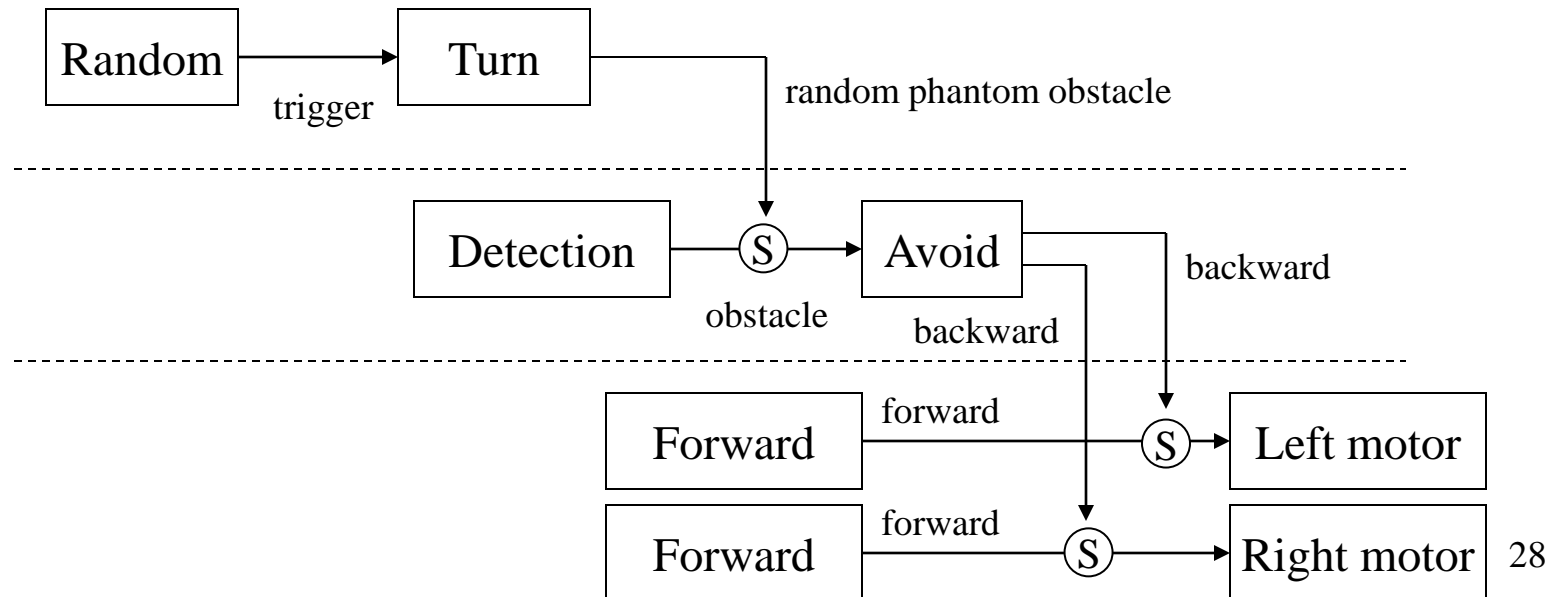 Random
trigger
Turn
random phantom obstacle
Detection
S
obstacle
Avoid
backward
backward
Forward
forward
S
Left motor
Forward
forward
S
Right motor
28